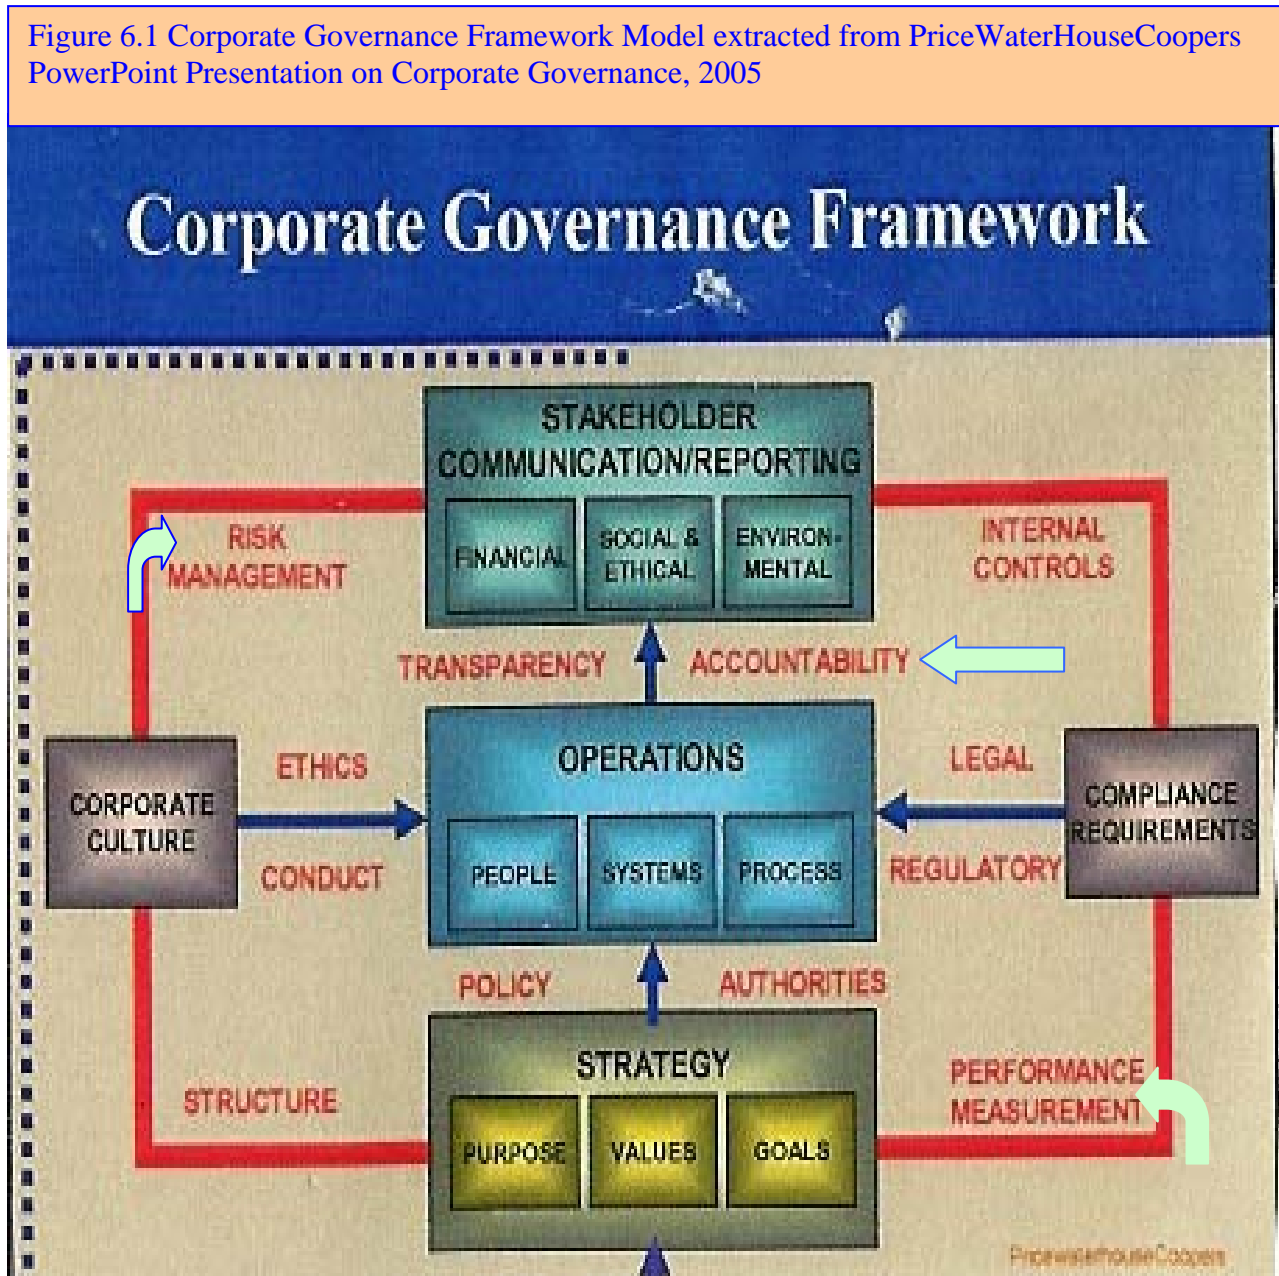 Figure 6.1 Corporate Governance Framework Model extracted from PriceWaterHouseCoopers
PowerPoint Presentation on Corporate Governance, 2005
Corporate Governance Framework
STAKEHOLDER
COMMUNICATION/REPORTING
FINANCIAL
SOCIAL &
ETHICAL
ENVIRON-
MENTAL
RISK
MANAGEMENT
INTERNAL
CONTROLS
TRANSPARENCY
ACCOUNTABILITY
CORPORATE
CULTURE
ETHICS
CONDUCT
OPERATIONS
PEOPLE
SYSTEMS
PROCESS
LEGAL
REGULATORY
COMPLIANCE
REQUIREMENTS
POLICY
AUTHORITIES
STRATEGY
PURPOSE
VALUES
GOALS
STRUCTURE
PERFORMANCE
MEASUREMENT
PricewaterhouseCoopers